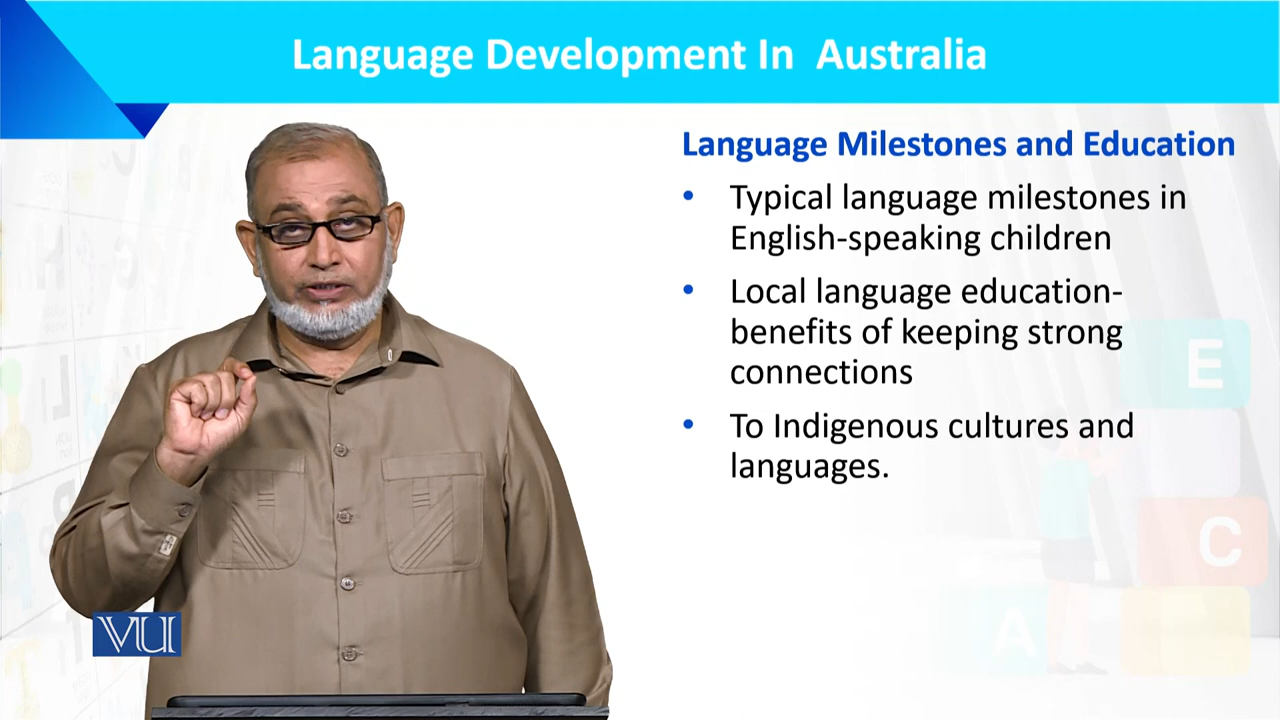 Language Development In  Australia
Language Milestones and Education
• Typical language milestones in
English-speaking children
• Local language education-
benefits of keeping strong
connections
• To Indigenous cultures and
languages.
VU
E
C
A